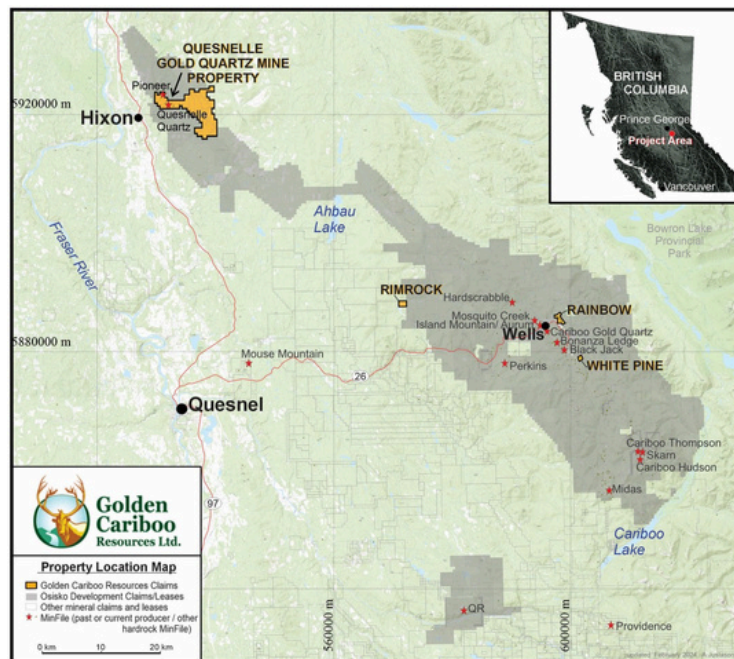 QUESNELLE
GOLD QUARTZ MINE
PROPERTY
Pioneer
5920000 m
Hixon
Quesnelle
Quartz
BRITISH
COLUMBIA
Prince George
Project Area
Vancouver
Fraser River
Ahbau
Lake
Bowron Lake
Provincial
Park
RIMROCK
Hardscrabble
RAINBOW
Mosquito Creek
Island Mountain/ Aurum
Wells
Cariboo Gold Quartz
5880000 m
Bonanza Ledge
Black Jack
Mouse Mountain
WHITE PINE
Perkins
26
Quesnel
Cariboo Thompson
Skarn
Cariboo Hudson
Midas
97
Cariboo
Lake
Golden
Cariboo
Resources Ltd.
Property Location Map
Golden Cariboo Resources Claims
Osisko Development Claims/Leases
Other mineral claims and leases
MinFile (past or current producer / other
hardrock MinFile)
0 km 10 km 20 km
560000 m
600000 m
QR
Providence